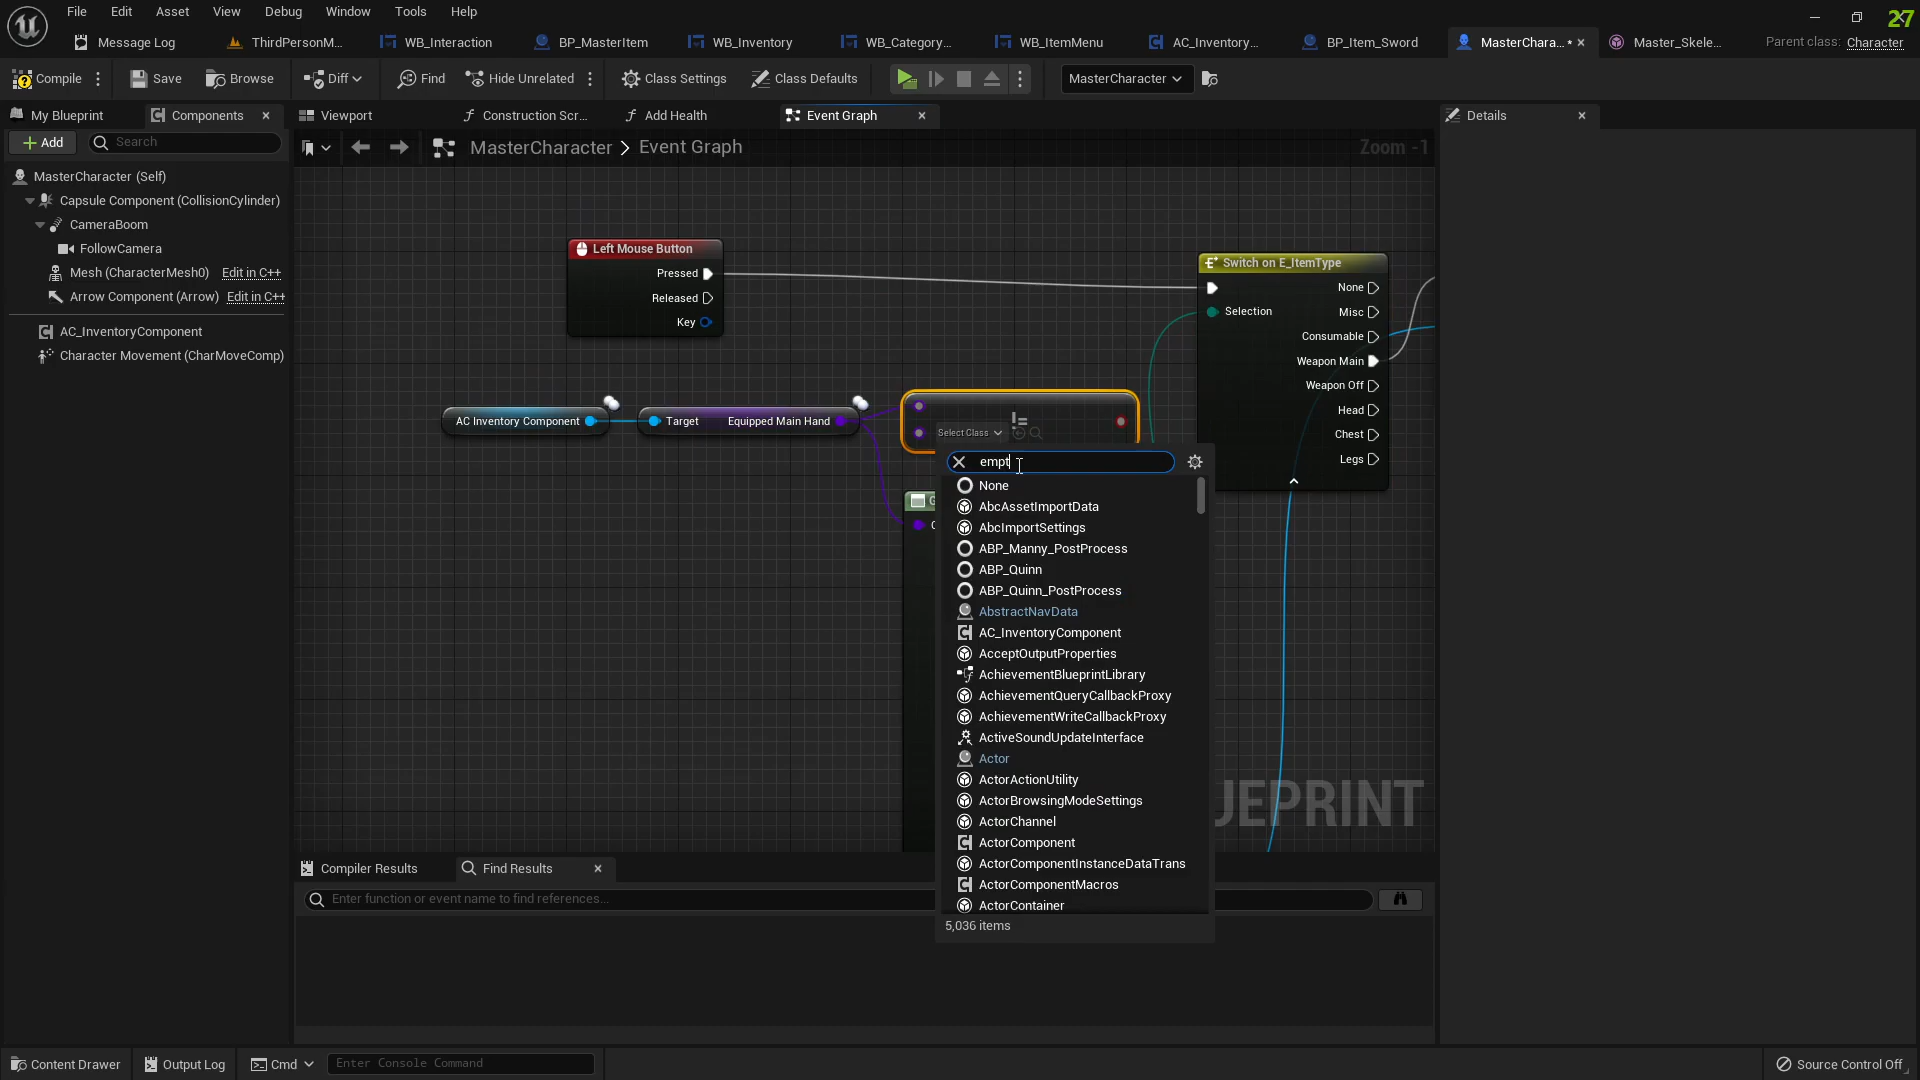 File Edit Asset View Debug Window Tools Help
27
Message Log ThirdPersonM... WB_Interaction BP_MasterItem WB_Inventory WB_Category... WB_ItemMenu AC_Inventory... BP_Item_Sword MasterChara... * Master_Skele... Parent class: Character
Compile Save Browse Diff Find Hide Unrelated Class Settings Class Defaults MasterCharacter
My Blueprint Components Viewport Construction Scr... Add Health Event Graph Details
Add Search
MasterCharacter > Event Graph Zoom -1
MasterCharacter (Self)
Capsule Component (CollisionCylinder)
CameraBoom
FollowCamera
Mesh (CharacterMesh0) Edit in C++
Arrow Component (Arrow) Edit in C++
AC_InventoryComponent
Character Movement (CharMoveComp)
Left Mouse Button
Pressed
Released
Key
AC Inventory Component
Target Equipped Main Hand
!=
Select Class
G
C
Switch on E_ItemType
None
Selection Misc
Consumable
Weapon Main
Weapon Off
Head
Chest
Legs
empt
None
AbcAssetImportData
AbcImportSettings
ABP_Manny_PostProcess
ABP_Quinn
ABP_Quinn_PostProcess
AbstractNavData
AC_InventoryComponent
AcceptOutputProperties
AchievementBlueprintLibrary
AchievementQueryCallbackProxy
AchievementWriteCallbackProxy
ActiveSoundUpdateInterface
Actor
ActorActionUtility
ActorBrowsingModeSettings
ActorChannel
ActorComponent
ActorComponentInstanceDataTrans
ActorComponentMacros
ActorContainer
5,036 items
UEPRINT
Compiler Results Find Results
Enter function or event name to find references...
Content Drawer Output Log Cmd Enter Console Command Source Control Off